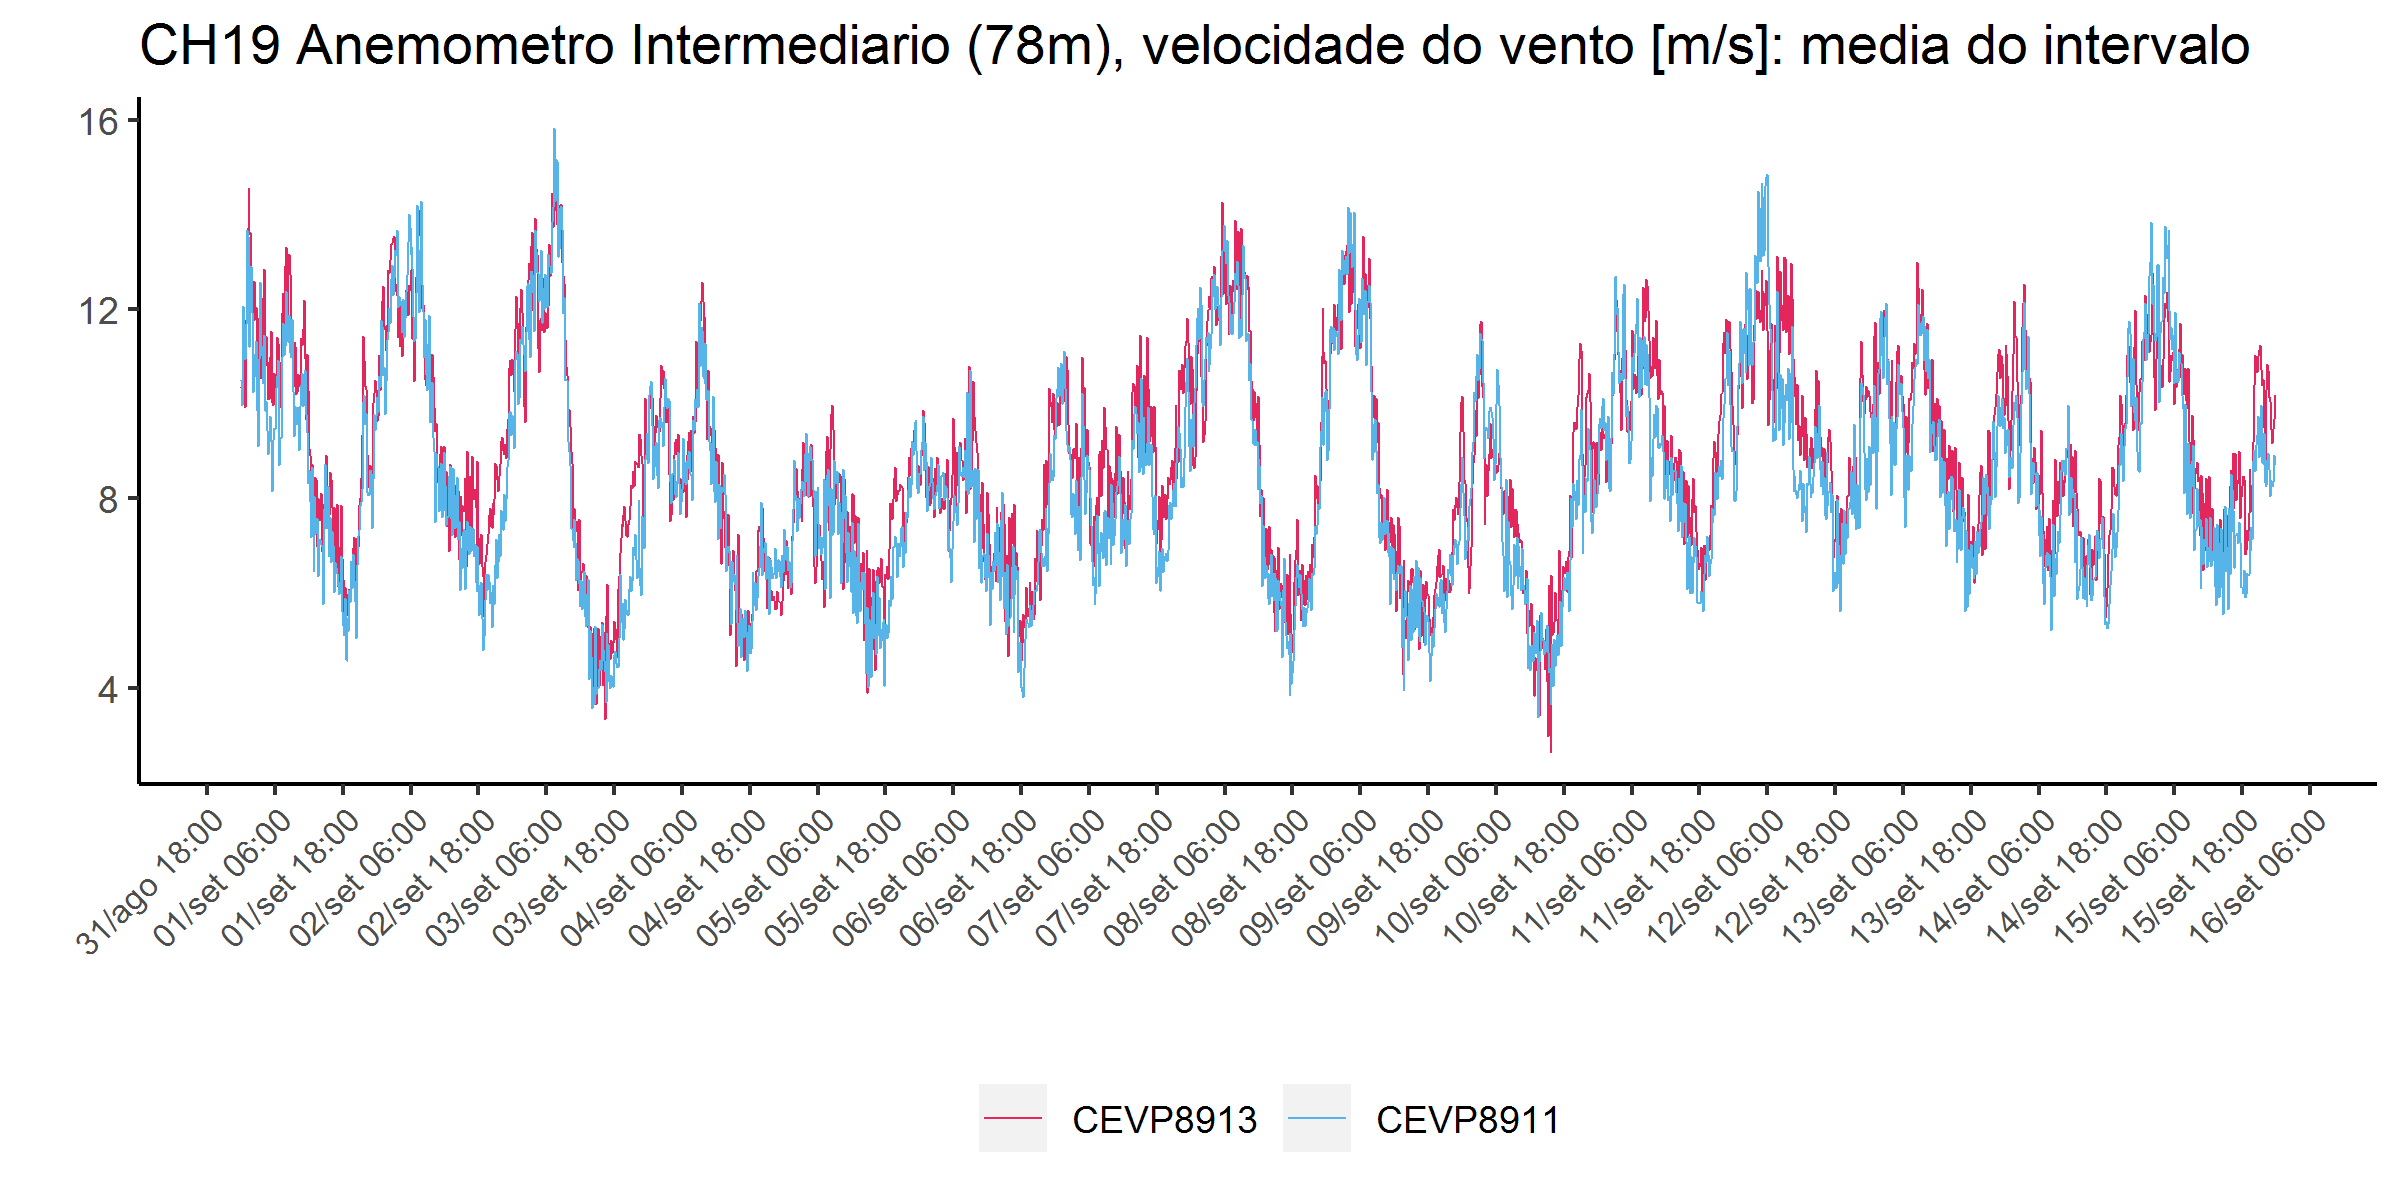 CH19 Anemometro Intermediario (78m), velocidade do vento [m/s]: media do intervalo
16
12
8
4
31/ago 18:00
01/set 06:00
01/set 18:00
02/set 06:00
02/set 18:00
03/set 06:00
03/set 18:00
04/set 06:00
04/set 18:00
05/set 06:00
05/set 18:00
06/set 06:00
06/set 18:00
07/set 06:00
07/set 18:00
08/set 06:00
08/set 18:00
09/set 06:00
09/set 18:00
10/set 06:00
10/set 18:00
11/set 06:00
11/set 18:00
12/set 06:00
12/set 18:00
13/set 06:00
13/set 18:00
14/set 06:00
14/set 18:00
15/set 06:00
15/set 18:00
16/set 06:00
CEVP8913
CEVP8911